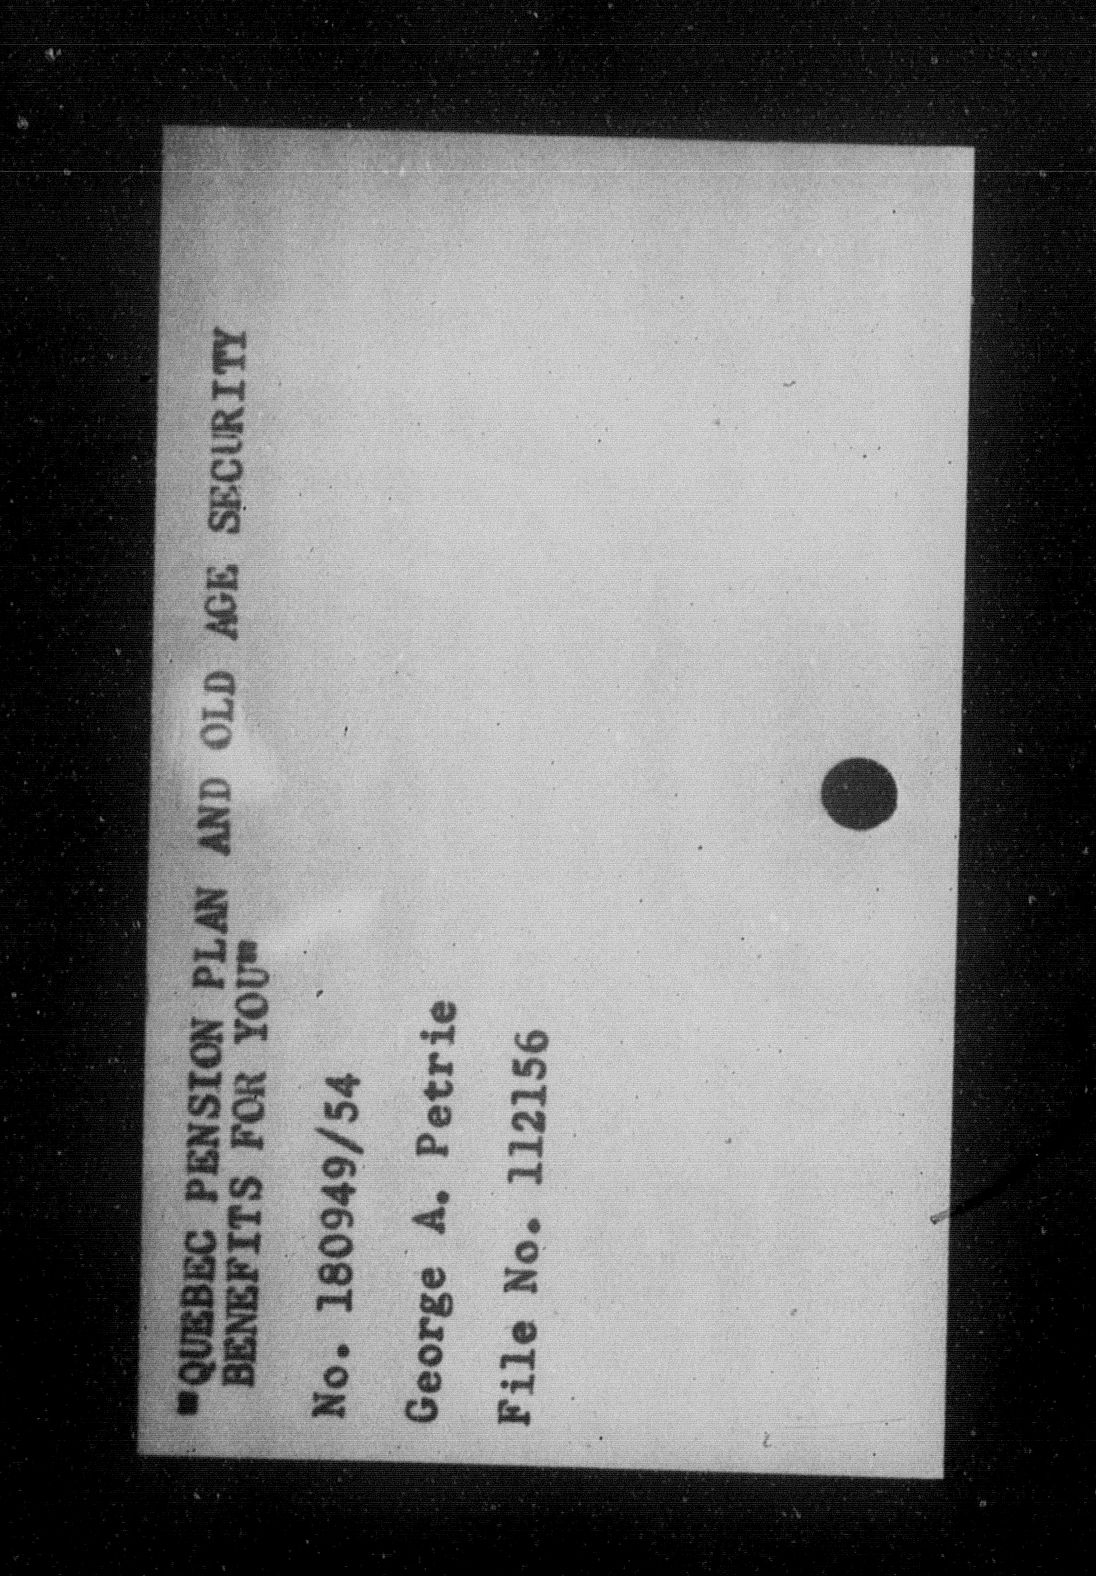 "QUEBEC PENSION PLAN AND OLD AGE SECURITY
BENEFITS FOR YOU"
No. 180949/54
George A. Petrie
File No. 112156